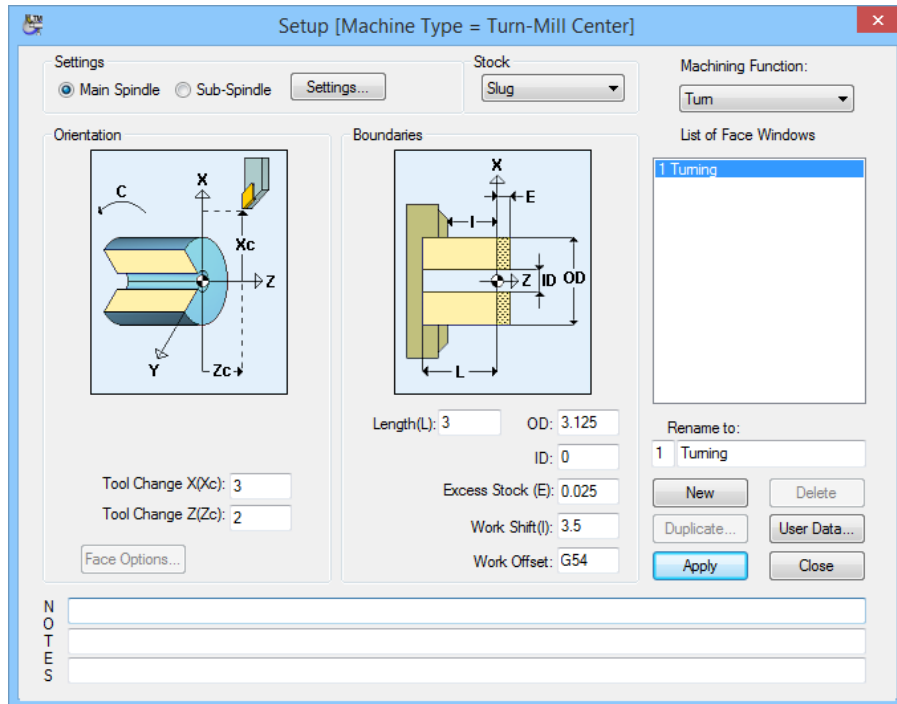 Setup [Machine Type = Turn-Mill Center]
Settings
Main Spindle
Sub-Spindle
Settings...
Stock
Slug
Machining Function:
Turn
Orientation
C
X
Xc
Z
Y
Zc
Tool Change X(Xc): 3
Tool Change Z(Zc): 2
Face Options...
Boundaries
X
E
I
Z ID OD
L
Length(L): 3
OD: 3.125
ID: 0
Excess Stock (E): 0.025
Work Shift(I): 3.5
Work Offset: G54
List of Face Windows
1 Turning
Rename to:
1 Turning
New
Delete
Duplicate...
User Data...
Apply
Close
NOTES